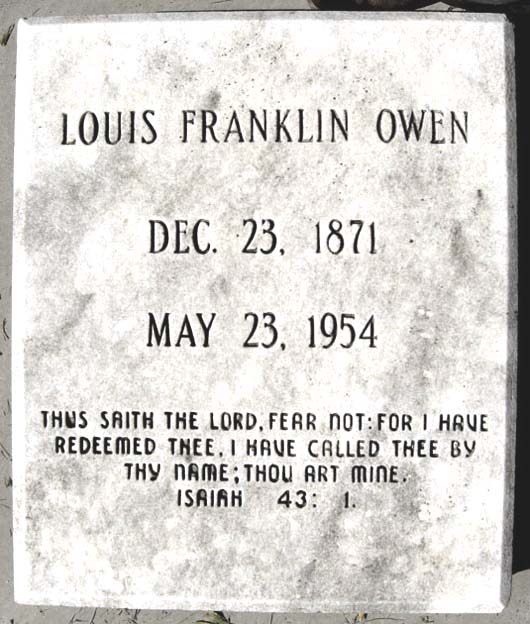 LOUIS FRANKLIN OWEN
DEC. 23, 1871
MAY 23, 1954
THUS SAITH THE LORD, FEAR NOT: FOR I HAVE
REDEEMED THEE, I HAVE CALLED THEE BY
THY NAME; THOU ART MINE.
ISAIAH 43: 1.